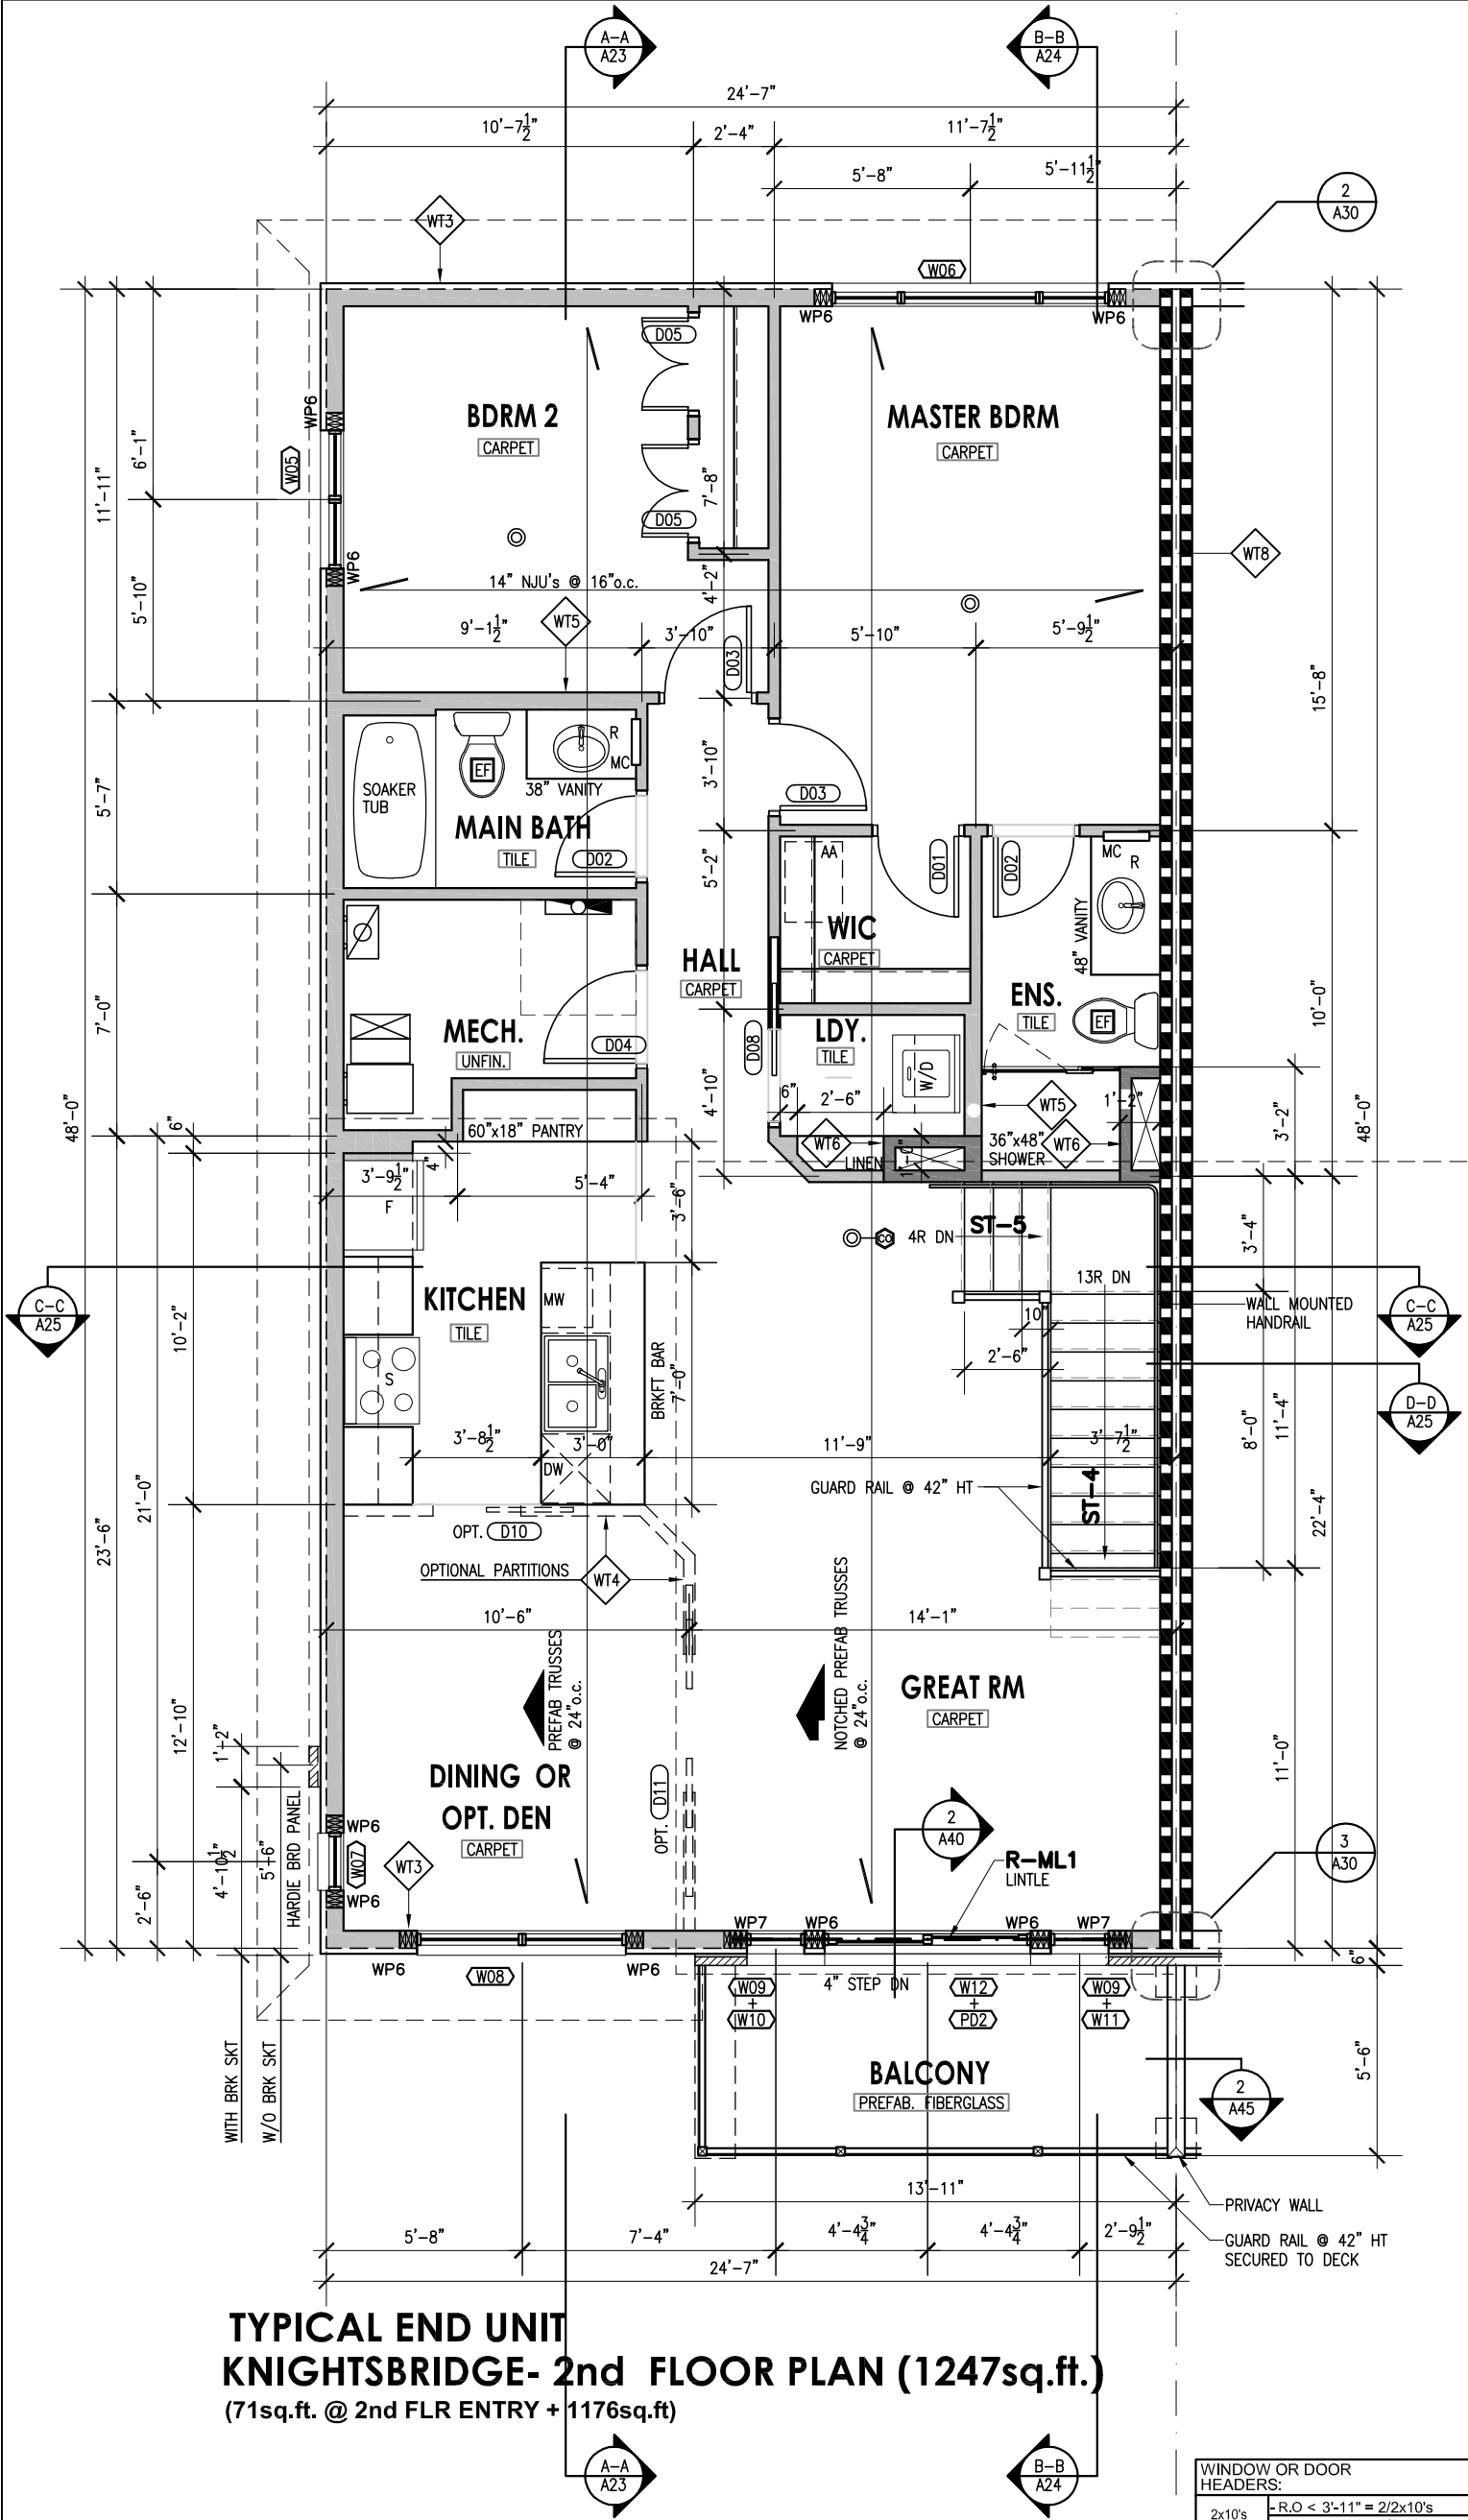 A-A
A23
B-B
A24
24'-7"
10'-7½"
2'-4"
11'-7½"
5'-8"
5'-11½"
2
A30
WT3
W06
WP6
WP6
D05
WP6
BDRM 2
CARPET
MASTER BDRM
CARPET
W05
6'-1"
11'-11"
7'-8"
D05
WP6
WT8
14" NJU's @ 16"o.c.
4'-2"
5'-10"
9'-1½"
WT5
3'-10"
5'-10"
5'-9½"
D03
15'-8"
R
MC
EF
SOAKER
TUB
38" VANITY
3'-10"
D03
5'-7"
MAIN BATH
TILE
D02
5'-2"
AA
D01
D02
MC
R
48" VANITY
WIC
CARPET
HALL
CARPET
ENS.
TILE
EF
7'-0"
MECH.
UNFIN.
D04
D08
LDY.
TILE
W/D
10'-0"
4'-10"
6"
2'-6"
WT5
1'-2"
3'-2"
48'-0"
48'-0"
6"
60"x18" PANTRY
WT6
LINEN
1'-0"
36"x48"
SHOWER
WT6
4"
3'-9½"
5'-4"
3'-6"
F
ST-5
4R DN
CO
3'-4"
13R DN
C-C
A25
KITCHEN
TILE
MW
WALL MOUNTED
HANDRAIL
C-C
A25
10"
2'-6"
10'-2"
BRKFT BAR
7'-0"
S
D-D
A25
3'-8½"
3'-0"
11'-9"
3'-7½"
8'-0"
11'-4"
DW
GUARD RAIL @ 42" HT
ST-4
21'-0"
23'-6"
22'-4"
OPT.
D10
OPTIONAL PARTITIONS
WT4
10'-6"
14'-1"
PREFAB TRUSSES
@ 24"o.c.
NOTCHED PREFAB TRUSSES
@ 24"o.c.
GREAT RM
CARPET
12'-10"
1'-2"
11'-0"
DINING OR
OPT. DEN
CARPET
OPT.
D11
2
A40
R-ML1
LINTLE
3
A30
HARDIE BRD PANEL
WP6
W07
WP6
WT3
4'-10½"
5'-6"
2'-6"
WP7
WP6
WP6
WP7
WP6
W08
WP6
4" STEP DN
W09
+
W10
W12
+
PD2
W09
+
W11
6"
5'-6"
WITH BRK SKT
W/O BRK SKT
BALCONY
PREFAB. FIBERGLASS
2
A45
13'-11"
PRIVACY WALL
5'-8"
7'-4"
4'-4¾"
4'-4¾"
2'-9½"
GUARD RAIL @ 42" HT
SECURED TO DECK
24'-7"
TYPICAL END UNIT
KNIGHTSBRIDGE- 2nd FLOOR PLAN (1247sq.ft.)
(71sq.ft. @ 2nd FLR ENTRY + 1176sq.ft)
A-A
A23
B-B
A24
WINDOW OR DOOR
HEADERS:
2x10's
- R.O < 3'-11" = 2/2x10's